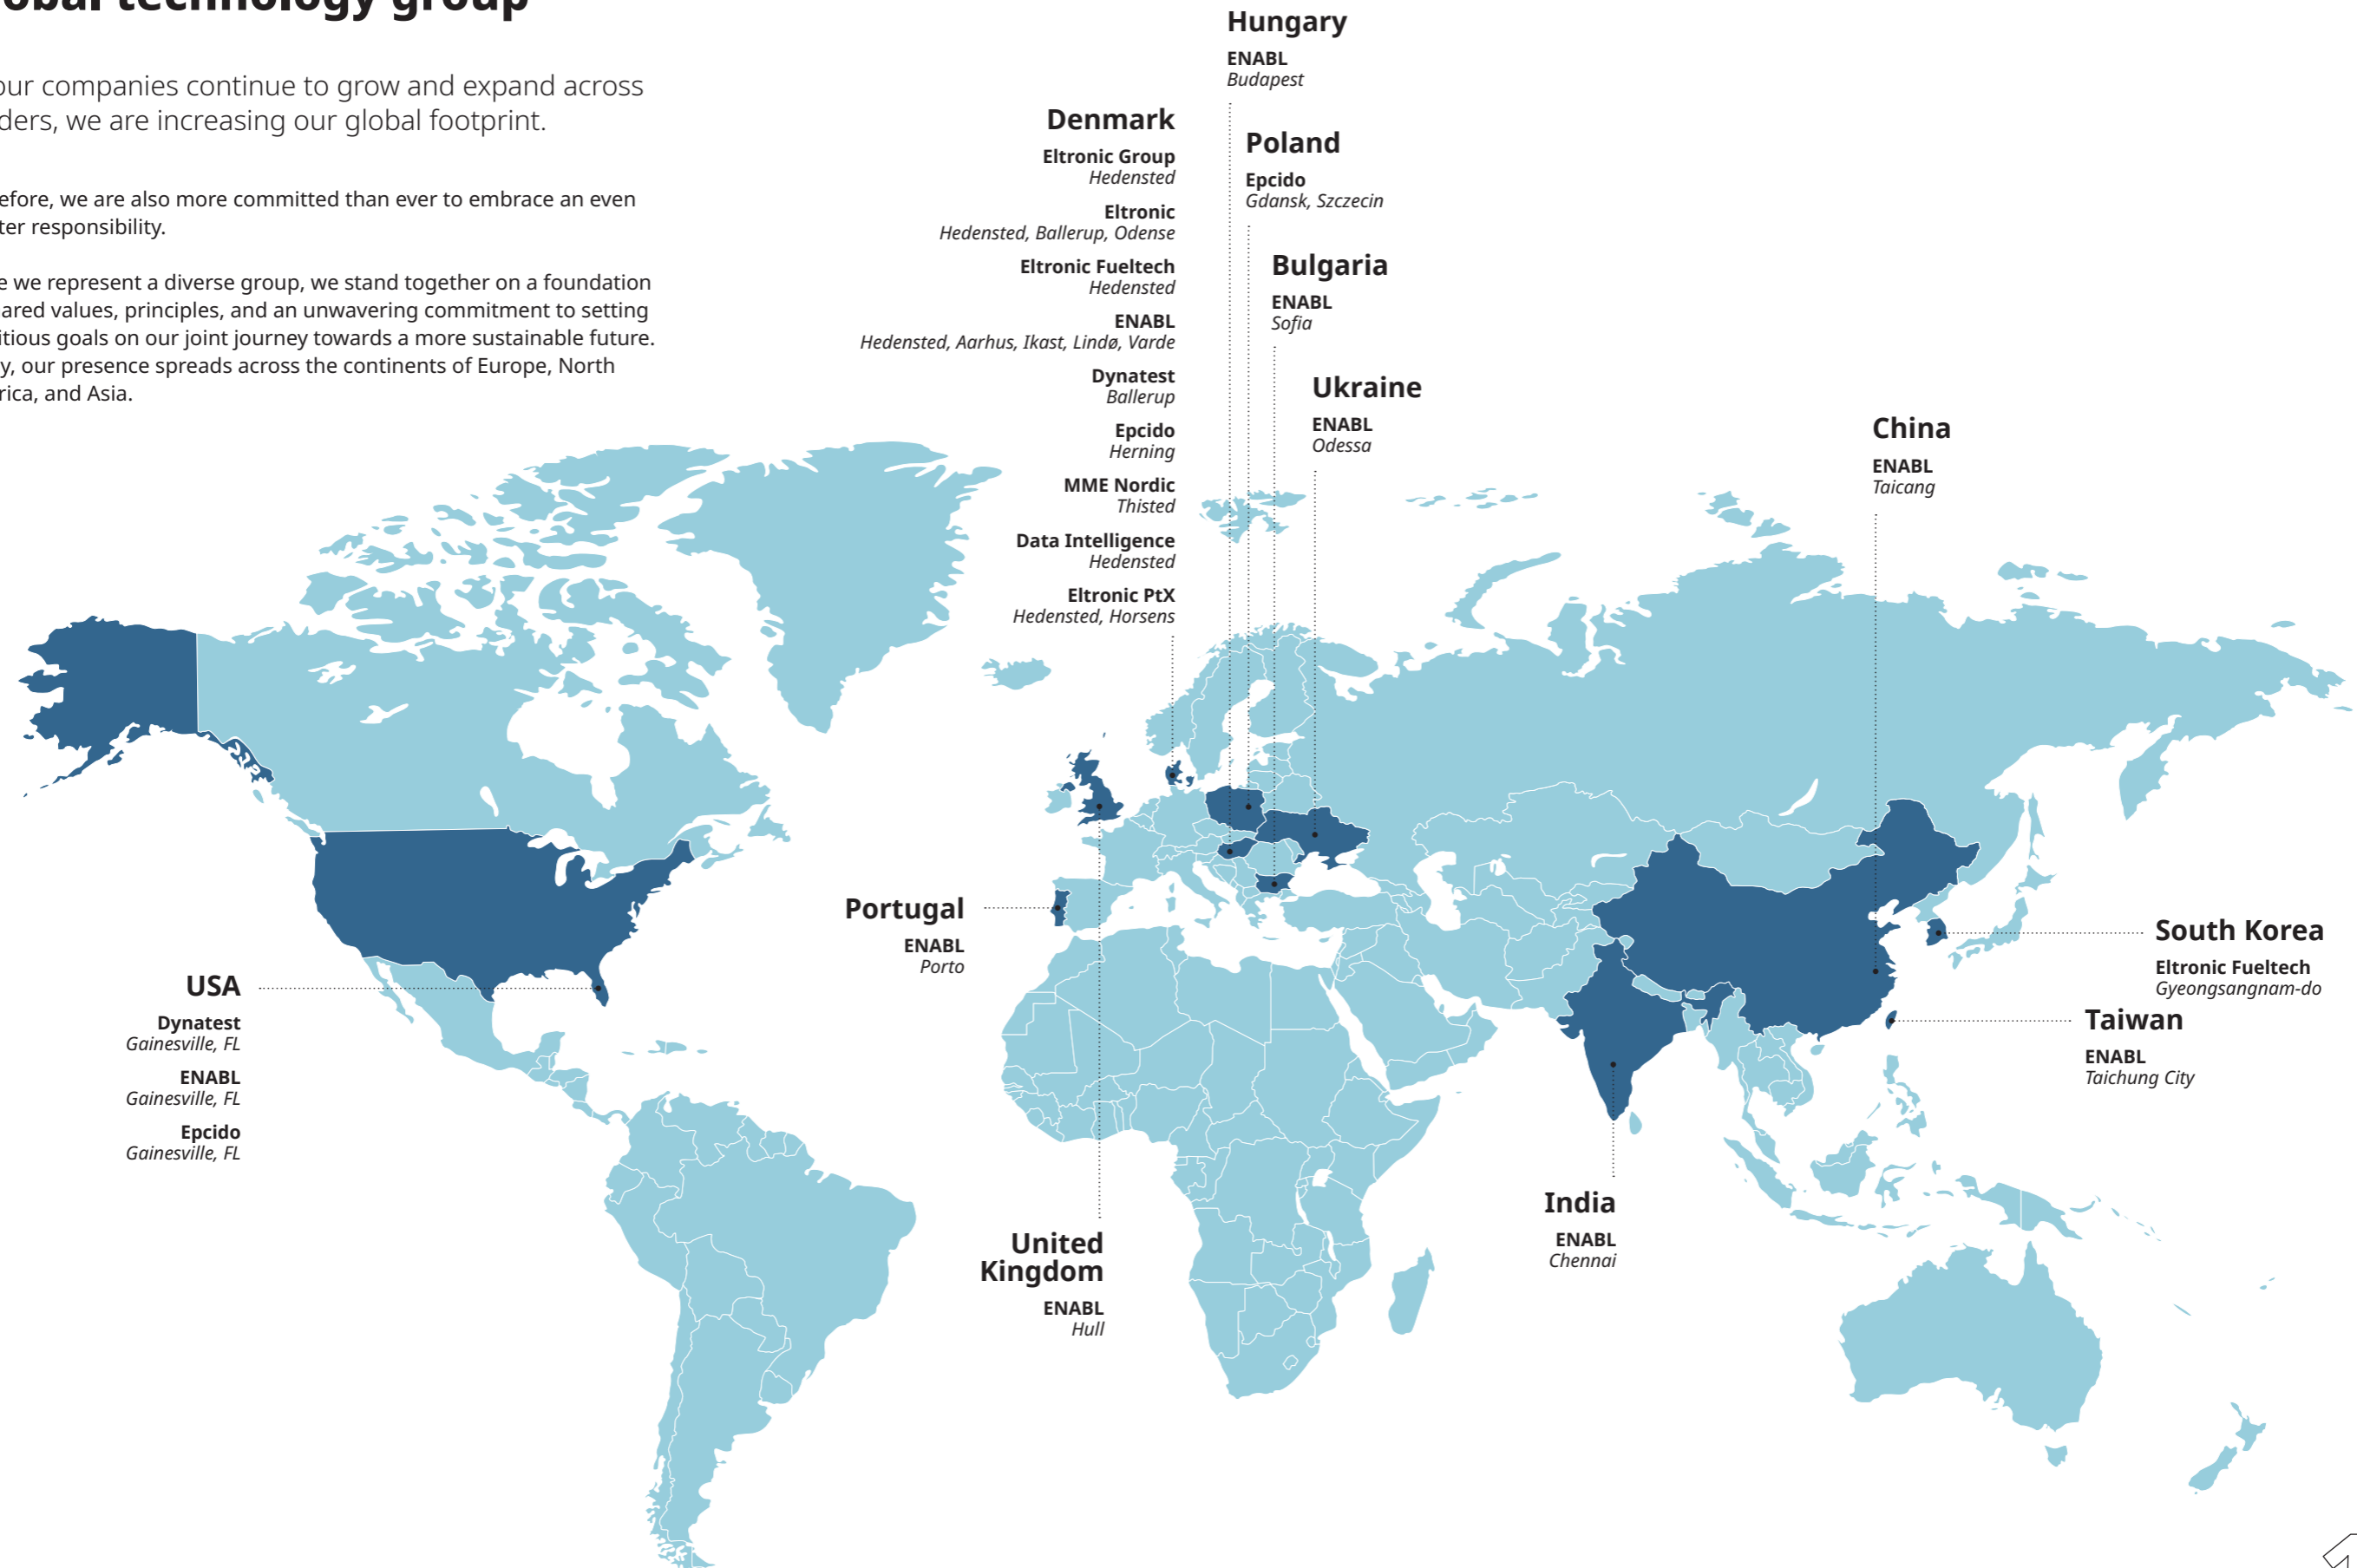 technology group
our companies continue to grow and expand across
we are increasing our global footprint.
we are also more committed than ever to embrace an even
responsibility.
we represent a diverse group, we stand together on a foundation
values, principles, and an unwavering commitment to setting
goals on our joint journey towards a more sustainable future.
our presence spreads across the continents of Europe, North
and Asia.
Hungary
ENABL
Budapest
Denmark
Eltronic Group
Hedensted
Eltronic
Hedensted, Ballerup, Odense
Eltronic Fueltech
Hedensted
ENABL
Hedensted, Aarhus, Ikast, Lindø, Varde
Dynatest
Ballerup
Epcido
Herning
MME Nordic
Thisted
Data Intelligence
Hedensted
Eltronic PtX
Hedensted, Horsens
Poland
Epcido
Gdansk, Szczecin
Bulgaria
ENABL
Sofia
Ukraine
ENABL
Odessa
China
ENABL
Taicang
Portugal
ENABL
Porto
USA
Dynatest
Gainesville, FL
ENABL
Gainesville, FL
Epcido
Gainesville, FL
South Korea
Eltronic Fueltech
Gyeongsangnam-do
Taiwan
ENABL
Taichung City
India
ENABL
Chennai
United
Kingdom
ENABL
Hull